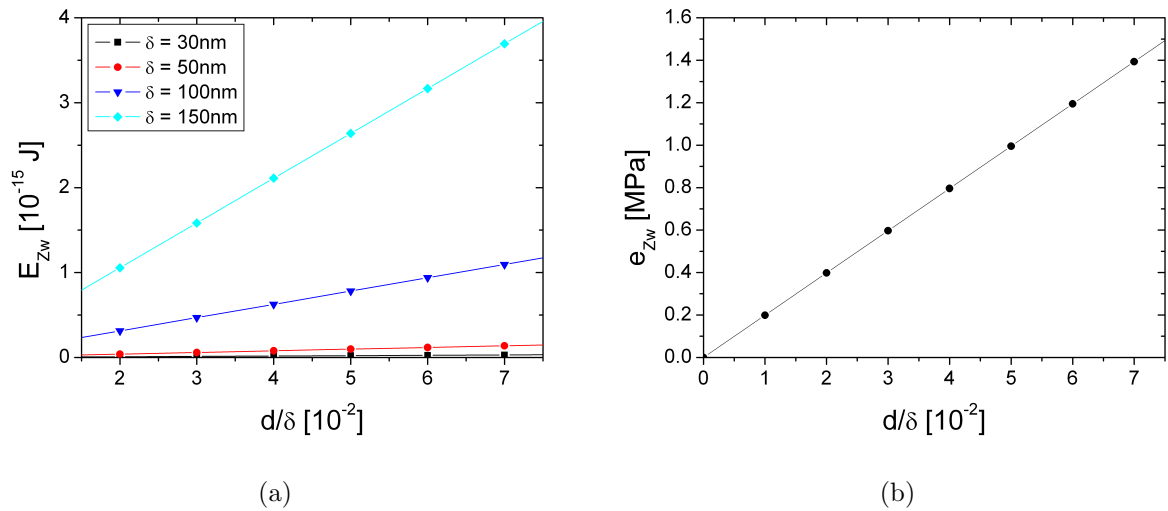 4
3
2
1
0
E_Zw [10^-15 J]
δ = 30nm
δ = 50nm
δ = 100nm
δ = 150nm
2 3 4 5 6 7
d/δ [10^-2]
(a)
1.6
1.4
1.2
1.0
0.8
0.6
0.4
0.2
0.0
e_Zw [MPa]
0 1 2 3 4 5 6 7
d/δ [10^-2]
(b)